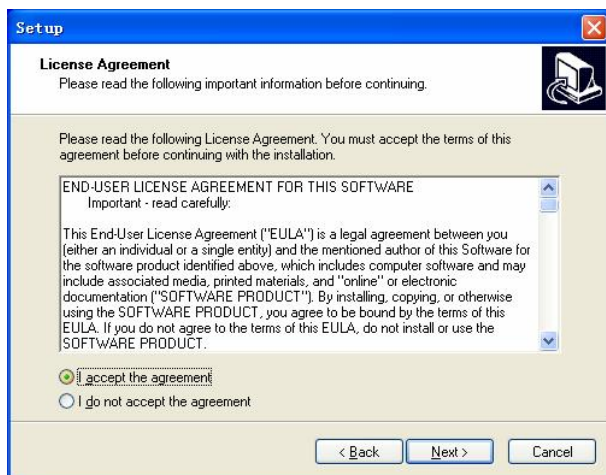 Setup
License Agreement
Please read the following important information before continuing.
Please read the following License Agreement. You must accept the terms of this
agreement before continuing with the installation.
END-USER LICENSE AGREEMENT FOR THIS SOFTWARE
Important - read carefully:
This End-User License Agreement ("EULA") is a legal agreement between you
(either an individual or a single entity) and the mentioned author of this Software for
the software product identified above, which includes computer software and may
include associated media, printed materials, and "online" or electronic
documentation ("SOFTWARE PRODUCT"). By installing, copying, or otherwise
using the SOFTWARE PRODUCT, you agree to be bound by the terms of this
EULA. If you do not agree to the terms of this EULA, do not install or use the
SOFTWARE PRODUCT.
I accept the agreement
I do not accept the agreement
< Back Next > Cancel